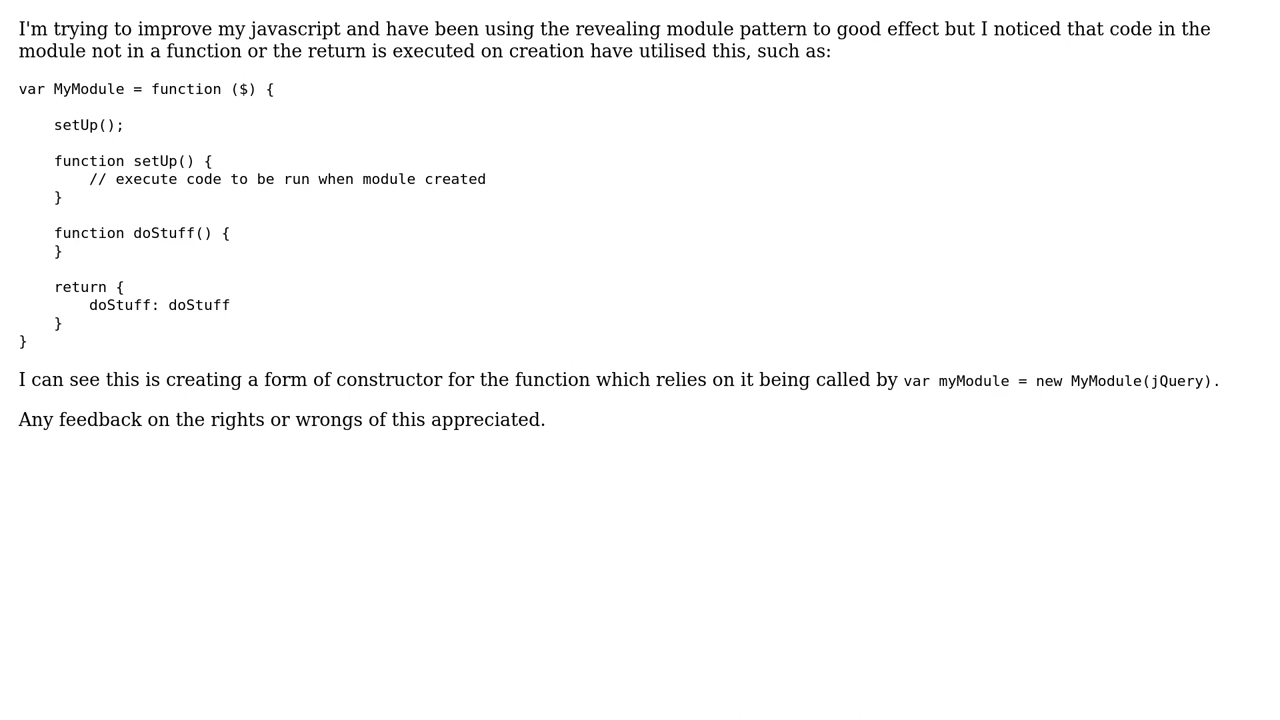 I'm trying to improve my javascript and have been using the revealing module pattern to good effect but I noticed that code in the
module not in a function or the return is executed on creation have utilised this, such as:
var MyModule = function ($) {
    setUp();
    function setUp() {
        // execute code to be run when module created
    }
    function doStuff() {
    }
    return {
        doStuff: doStuff
    }
}
I can see this is creating a form of constructor for the function which relies on it being called by var myModule = new MyModule(jQuery).
Any feedback on the rights or wrongs of this appreciated.